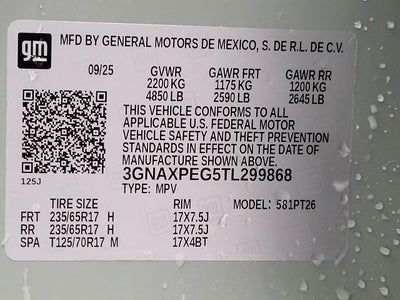 gm
MFD BY GENERAL MOTORS DE MEXICO, S. DE R.L. DE C.V.
09/25 GVWR GAWR FRT GAWR RR
2200 KG 1175 KG 1200 KG
4850 LB 2590 LB 2645 LB
THIS VEHICLE CONFORMS TO ALL
APPLICABLE U.S. FEDERAL MOTOR
VEHICLE SAFETY AND THEFT PREVENTION
STANDARDS IN EFFECT ON THE DATE OF
MANUFACTURE SHOWN ABOVE.
125J
3GNAXPEG5TL299868
TYPE: MPV
TIRE SIZE RIM MODEL: 581PT26
FRT 235/65R17 H 17X7.5J
RR 235/65R17 H 17X7.5J
SPA T125/70R17 M 17X4BT